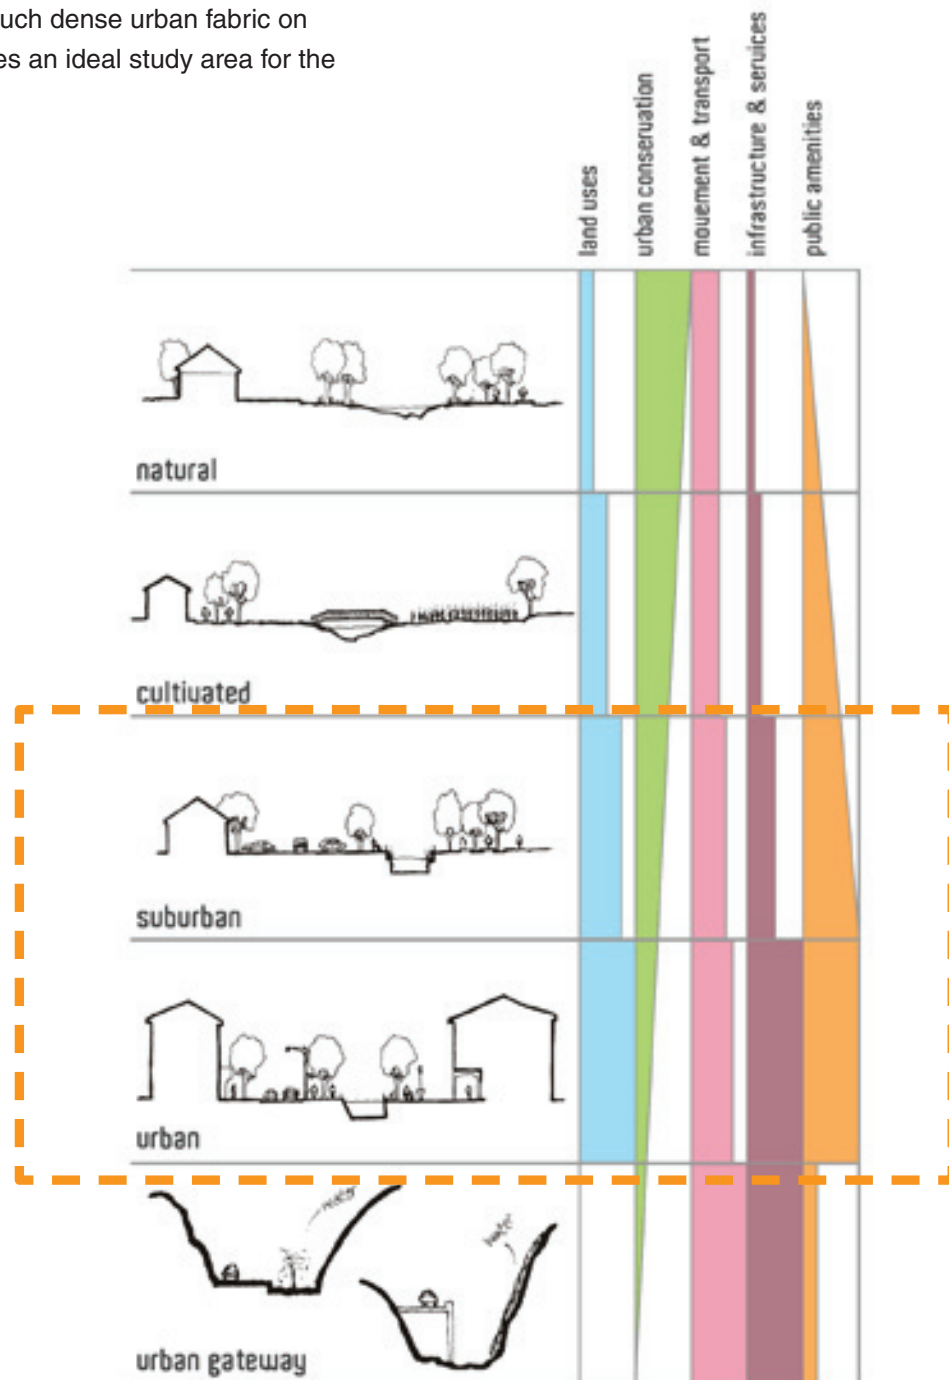 uch dense urban fabric on
es an ideal study area for the
land uses
urban conservation
movement & transport
infrastructure & services
public amenities
natural
cultivated
suburban
urban
urban gateway